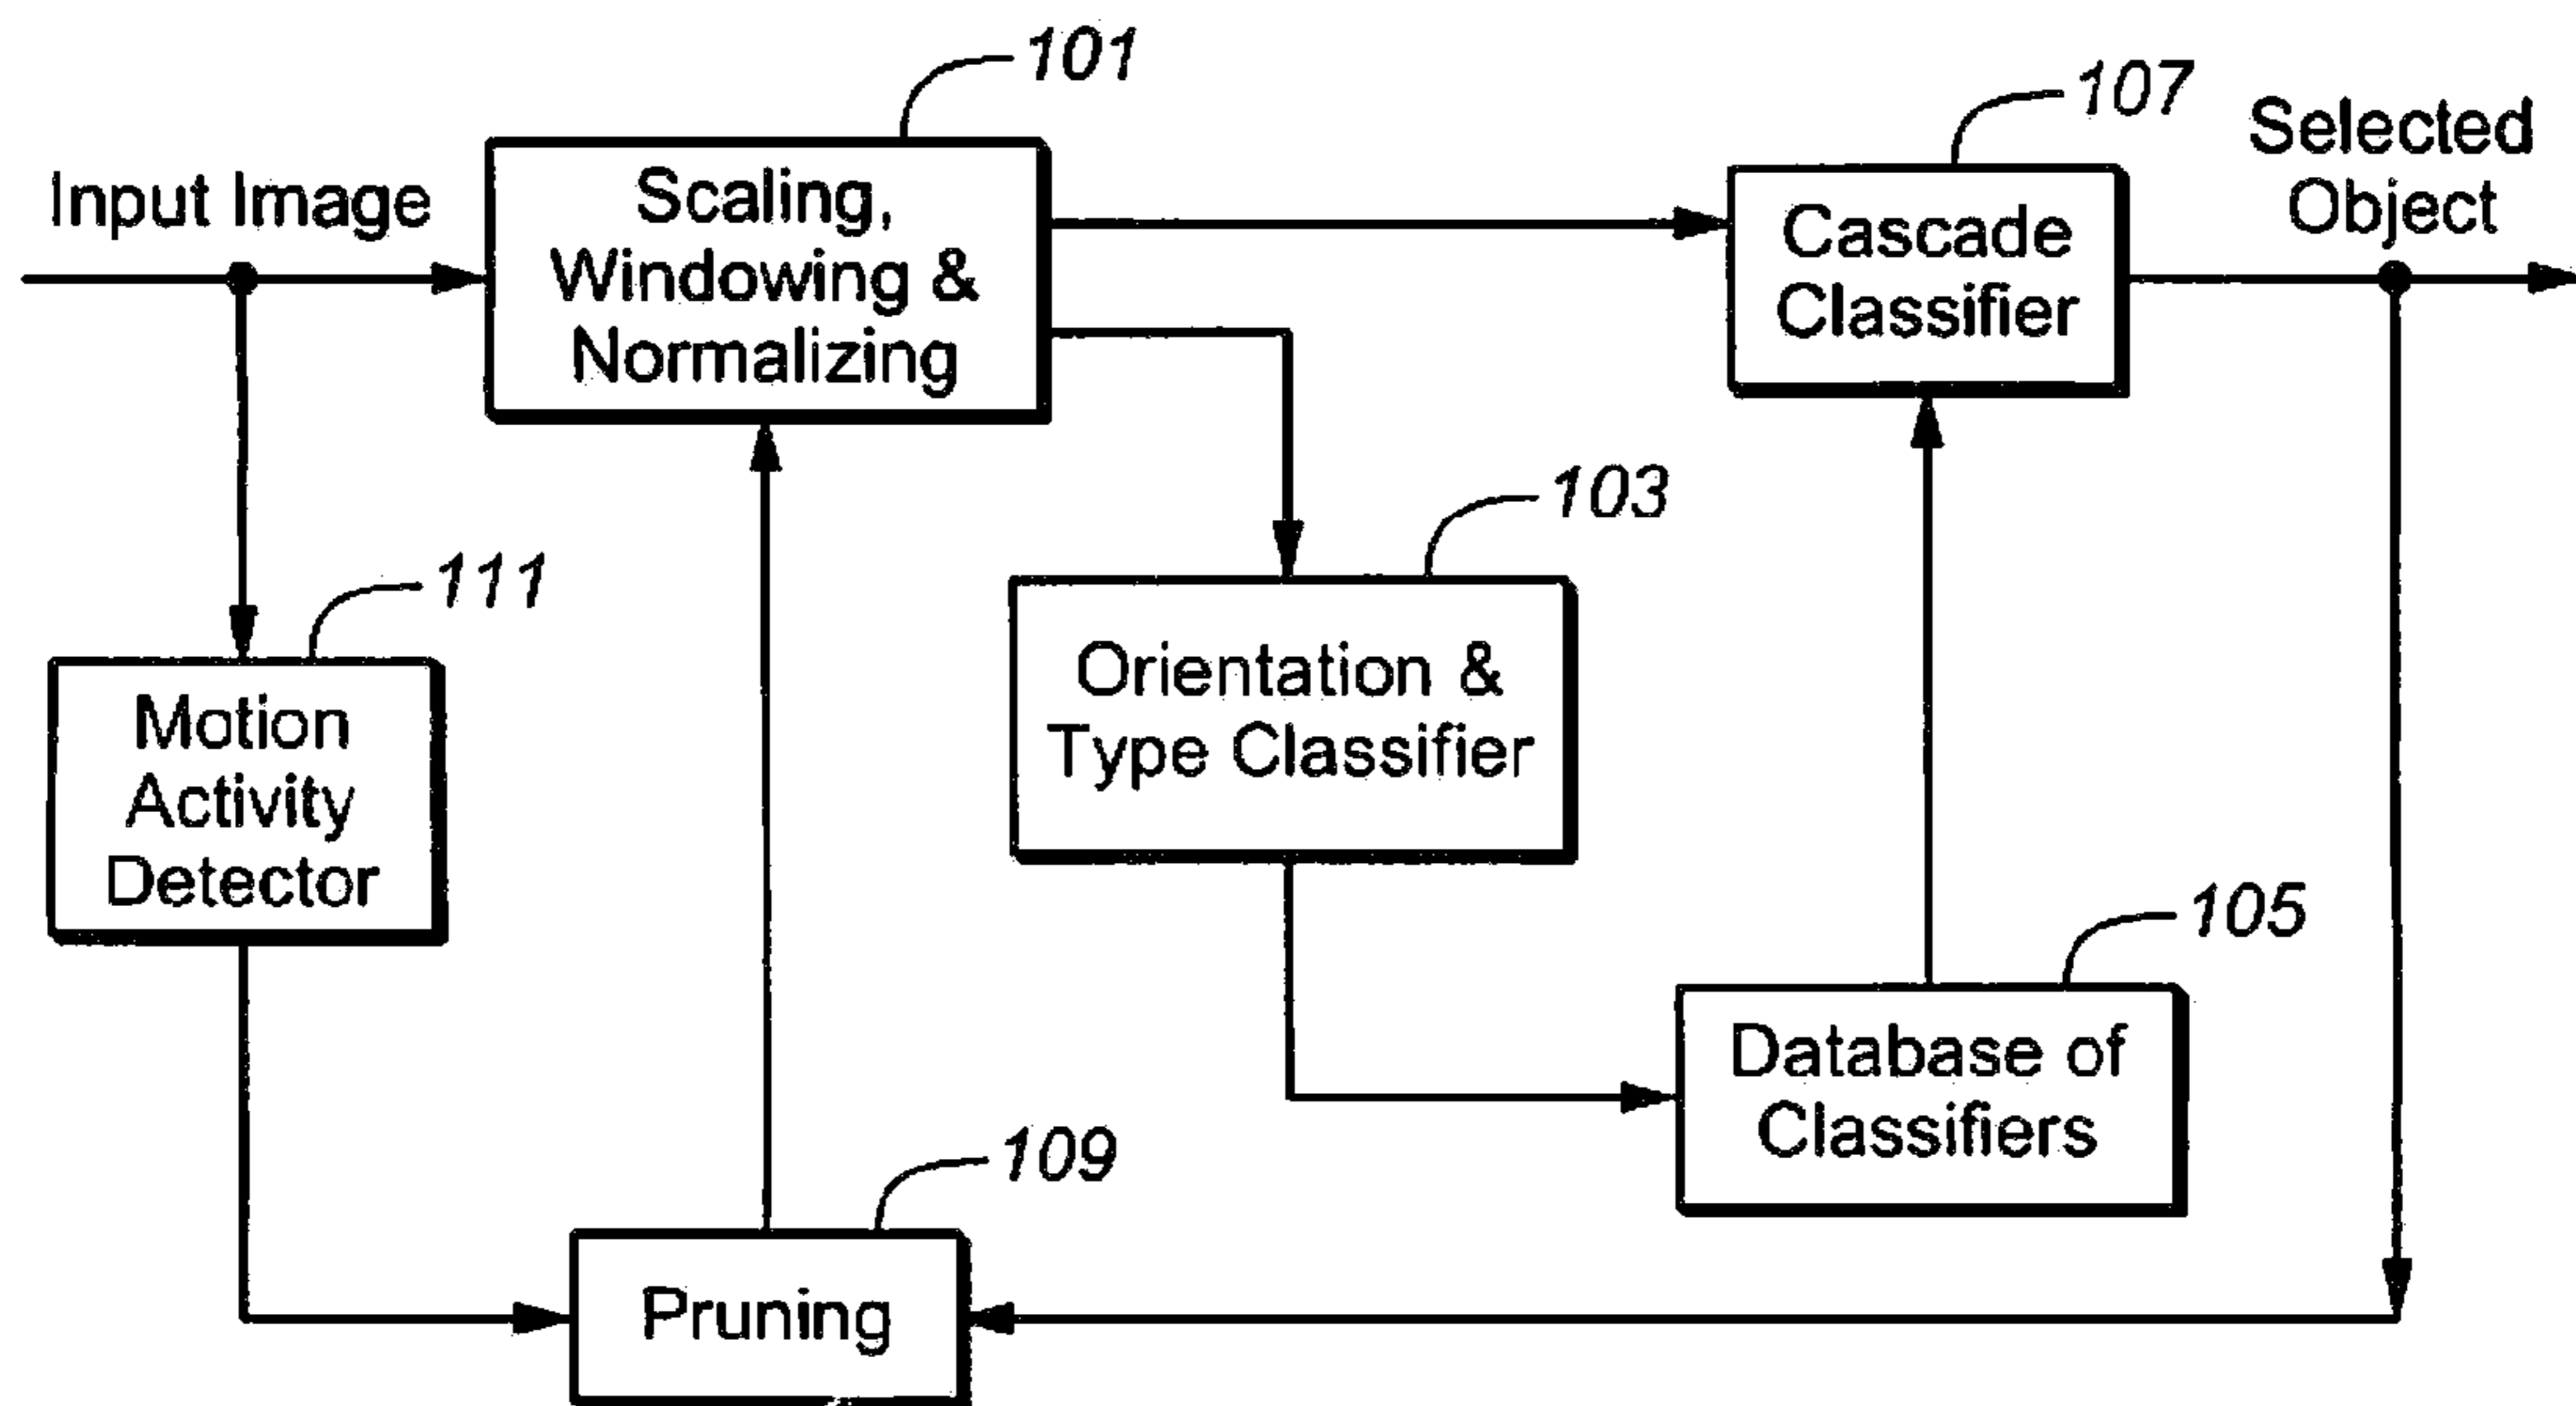 101
107
Selected
Object
Input Image
Scaling,
Windowing &
Normalizing
Cascade
Classifier
103
111
Orientation &
Type Classifier
Motion
Activity
Detector
105
Database of
Classifiers
109
Pruning